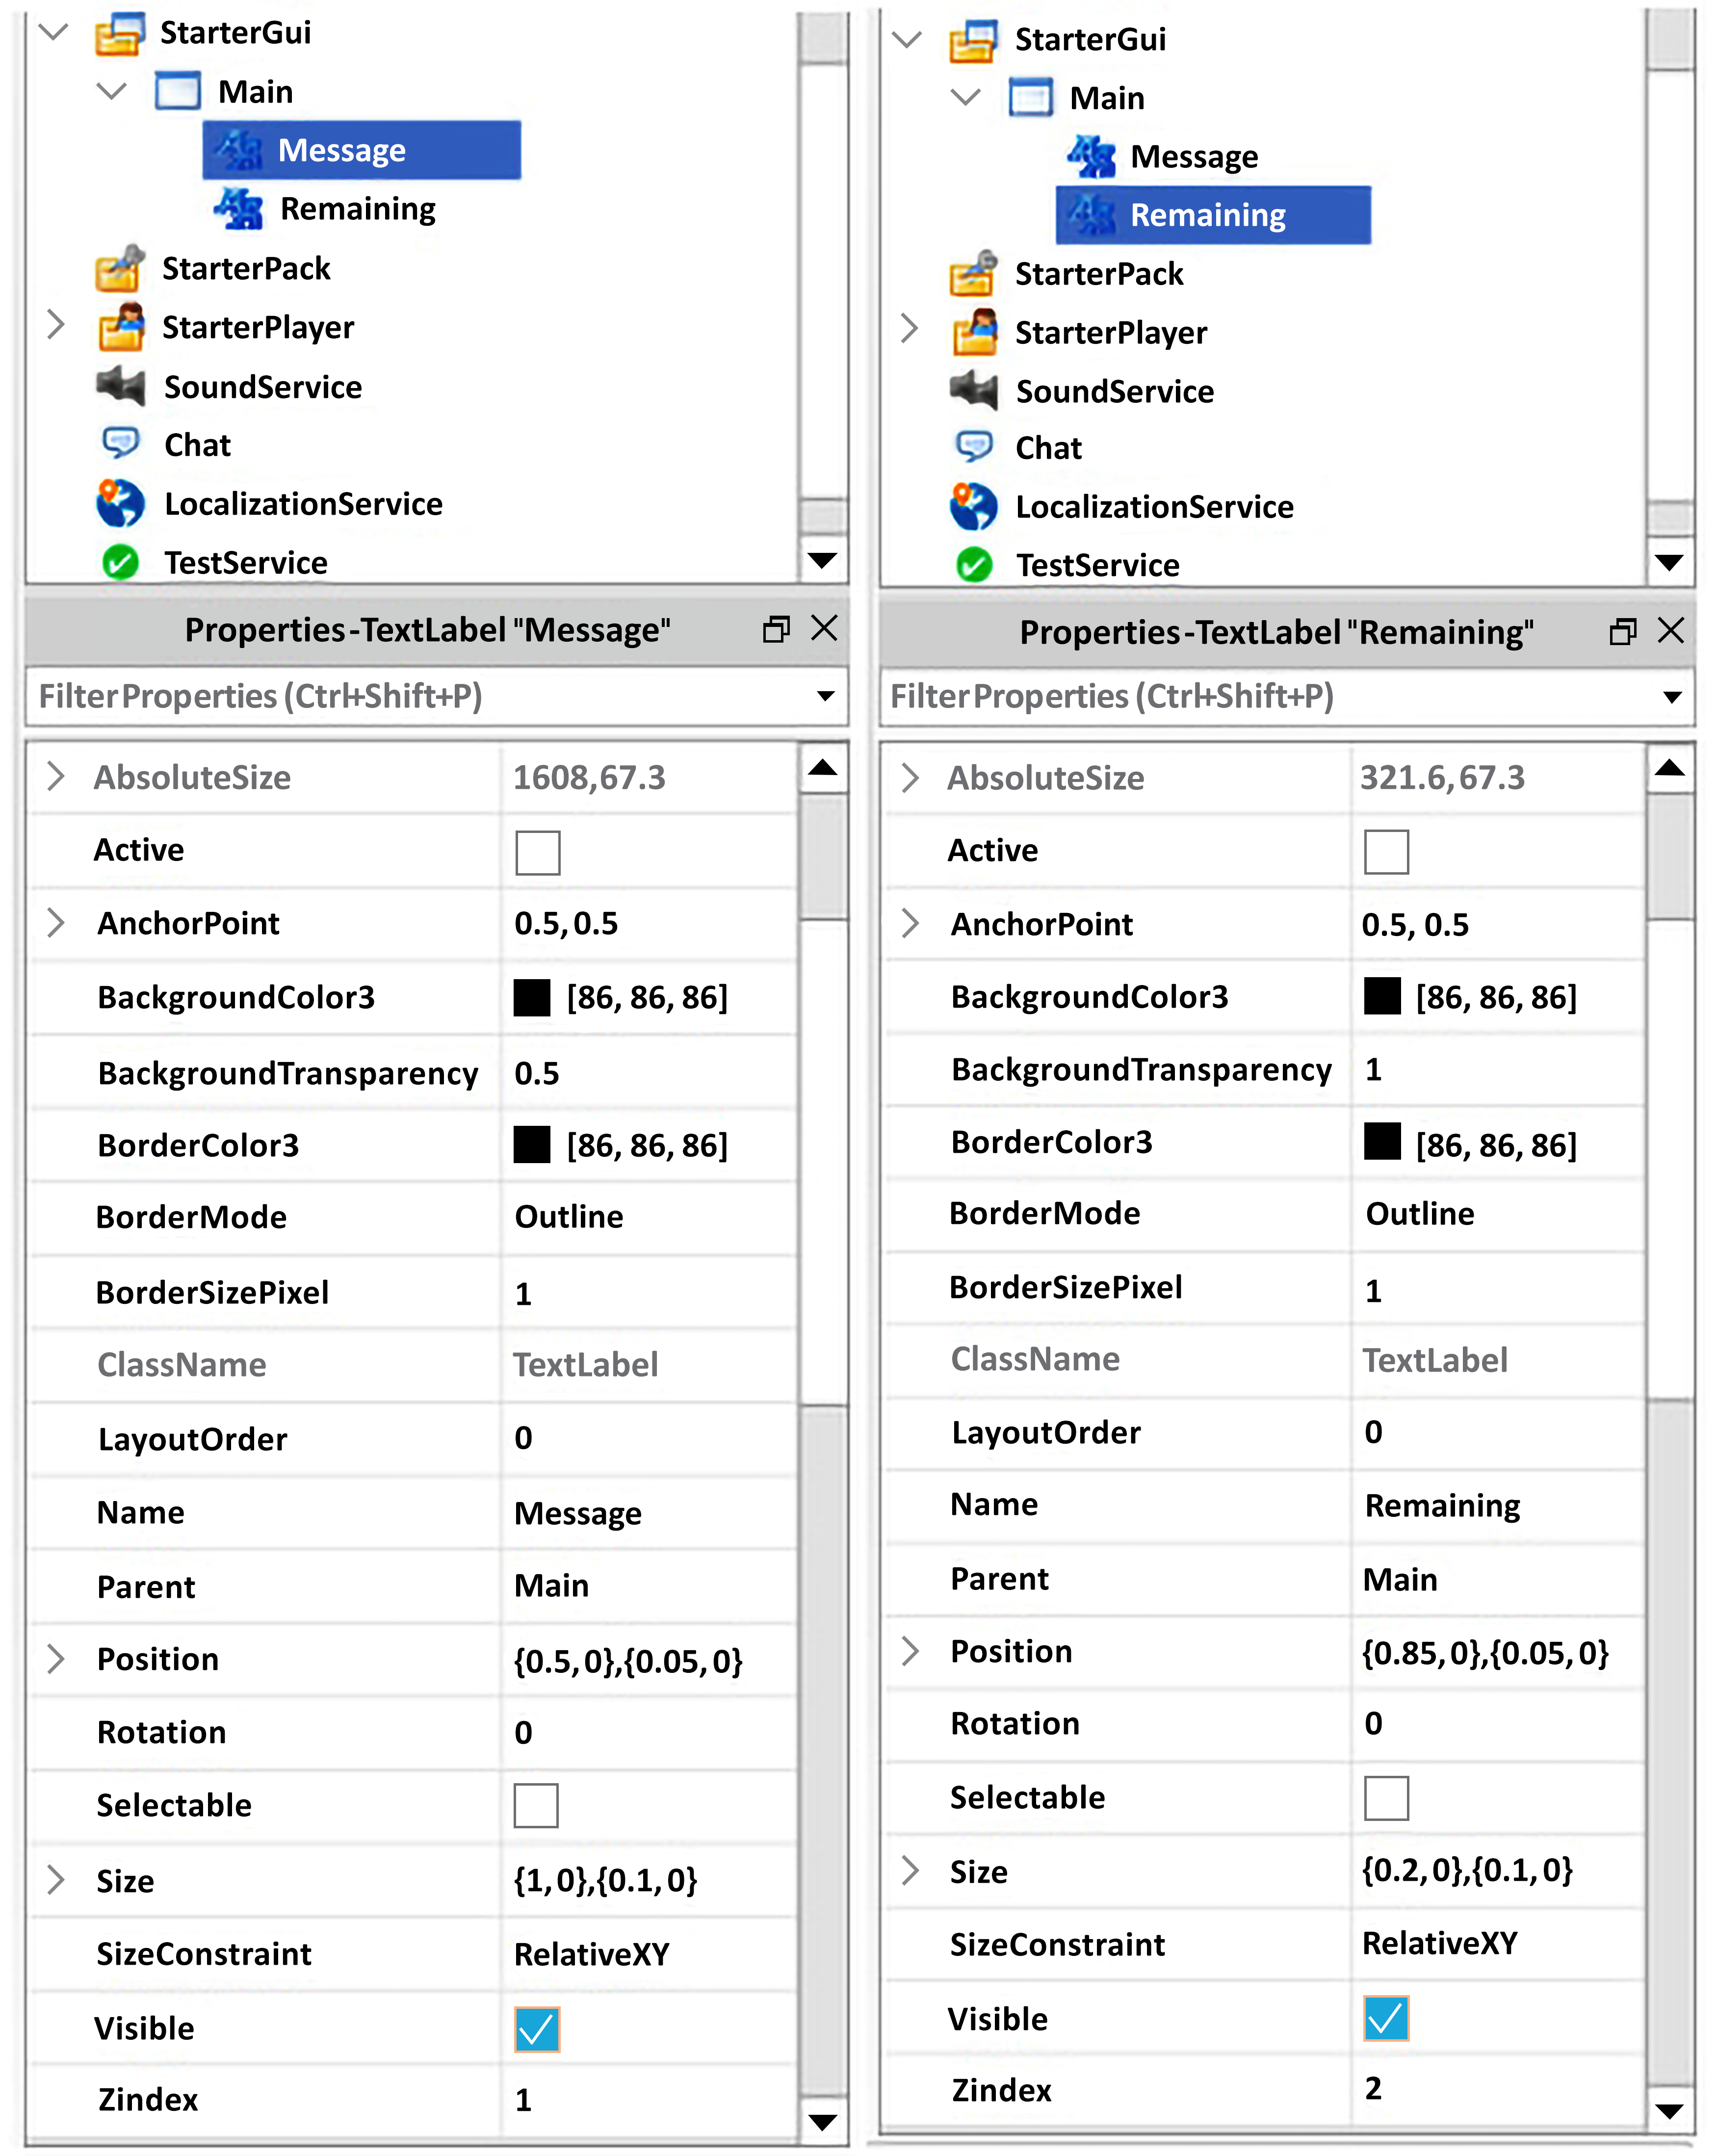 StarterGui
Main
Message
Remaining
StarterPack
StarterPlayer
SoundService
Chat
LocalizationService
TestService
Properties-TextLabel "Message"
Filter Properties (Ctrl+Shift+P)
AbsoluteSize 1608,67.3
Active
AnchorPoint 0.5, 0.5
BackgroundColor3 [86, 86, 86]
BackgroundTransparency 0.5
BorderColor3 [86, 86, 86]
BorderMode Outline
BorderSizePixel 1
ClassName TextLabel
LayoutOrder 0
Name Message
Parent Main
Position {0.5, 0},{0.05, 0}
Rotation 0
Selectable
Size {1, 0},{0.1, 0}
SizeConstraint RelativeXY
Visible
Zindex 1
StarterGui
Main
Message
Remaining
StarterPack
StarterPlayer
SoundService
Chat
LocalizationService
TestService
Properties-TextLabel "Remaining"
Filter Properties (Ctrl+Shift+P)
AbsoluteSize 321.6, 67.3
Active
AnchorPoint 0.5, 0.5
BackgroundColor3 [86, 86, 86]
BackgroundTransparency 1
BorderColor3 [86, 86, 86]
BorderMode Outline
BorderSizePixel 1
ClassName TextLabel
LayoutOrder 0
Name Remaining
Parent Main
Position {0.85, 0},{0.05, 0}
Rotation 0
Selectable
Size {0.2, 0},{0.1, 0}
SizeConstraint RelativeXY
Visible
Zindex 2